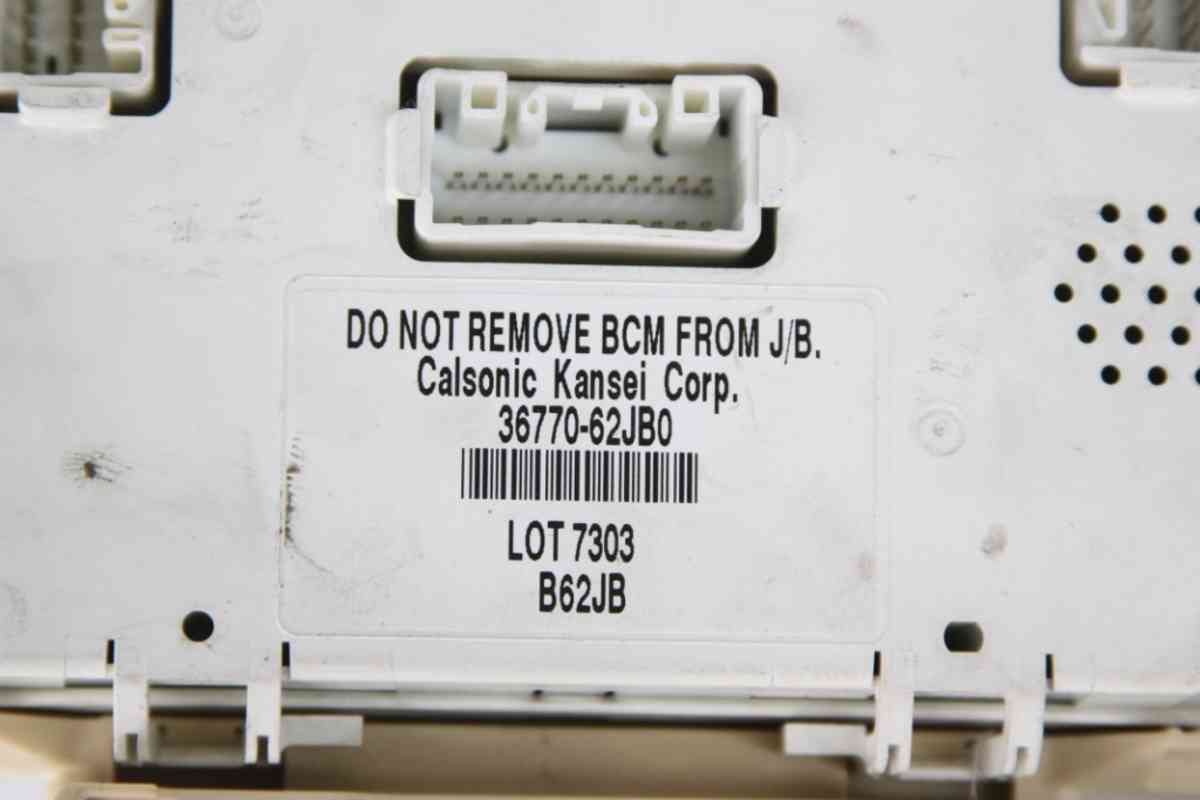 DO NOT REMOVE BCM FROM J/B.
Calsonic Kansei Corp.
36770-62JB0
LOT 7303
B62JB